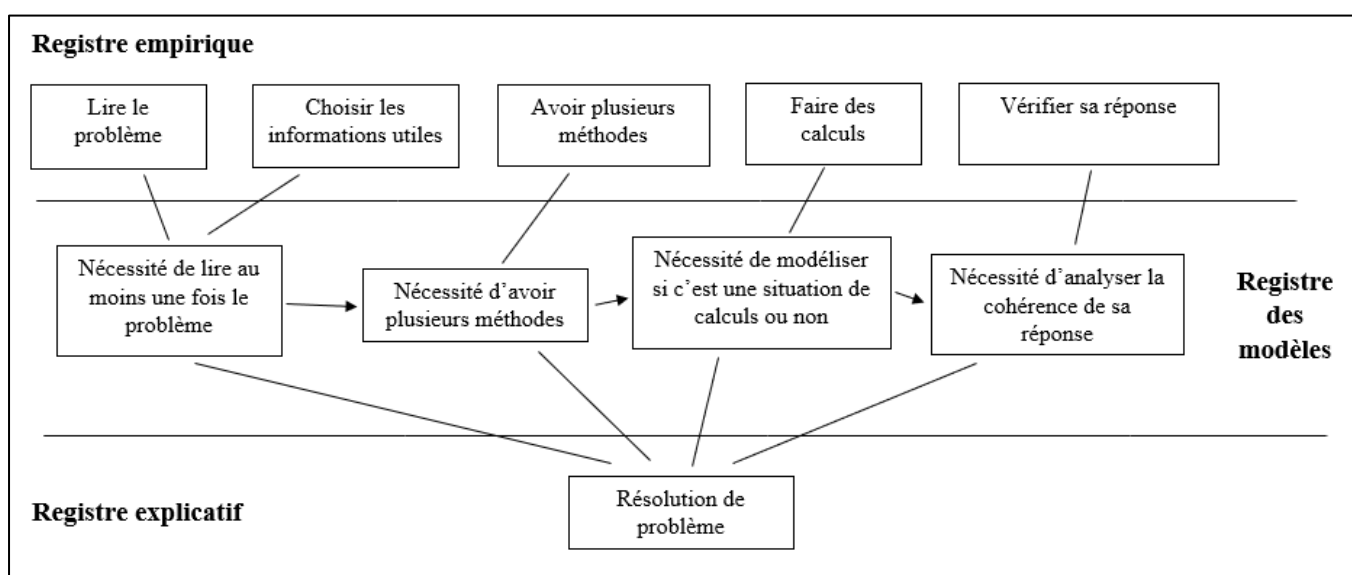 Registre empirique
Lire le
problème
Choisir les
informations utiles
Avoir plusieurs
méthodes
Faire des
calculs
Vérifier sa réponse
Nécessité de lire au
moins une fois le
problème
Nécessité d’avoir
plusieurs méthodes
Nécessité de modéliser
si c’est une situation de
calculs ou non
Nécessité d’analyser la
cohérence de sa
réponse
Registre
des
modèles
Résolution de
problème
Registre explicatif